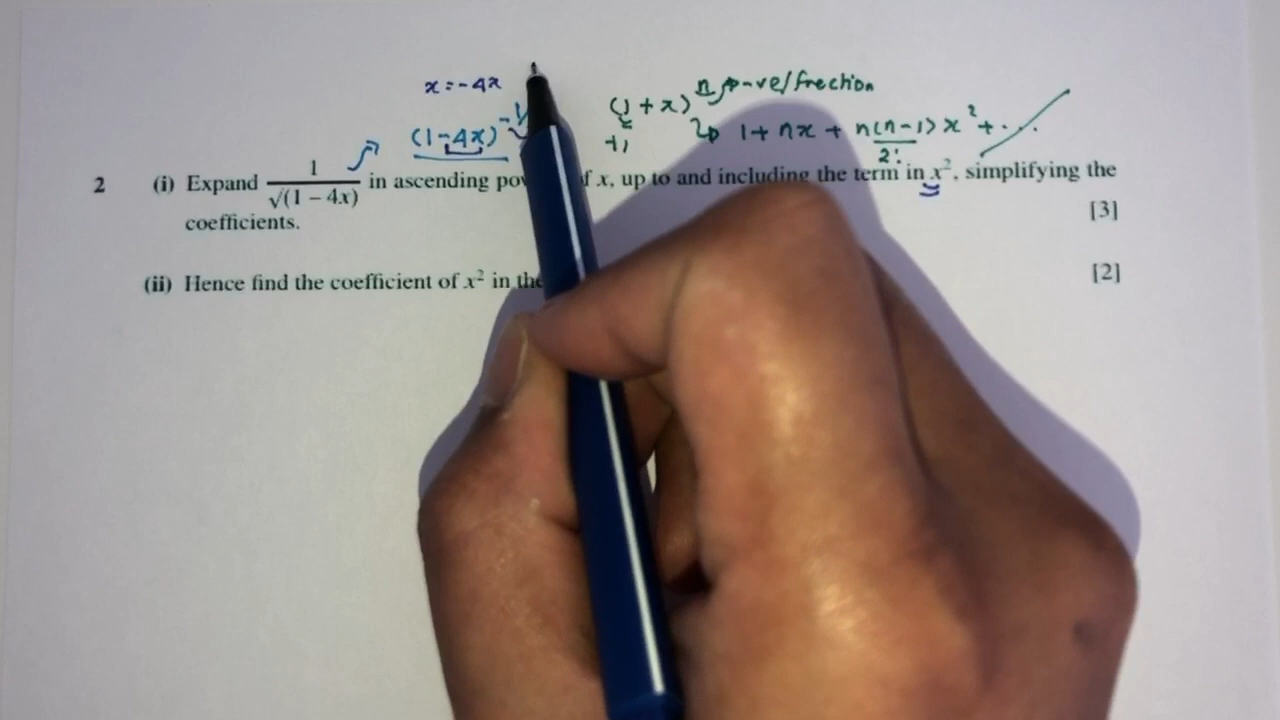 x = -4x
(1 + x)ⁿ → -ve/fraction
(1-4x)
+1
↳ 1 + nx + n(n-1)/2! x² + . . .
2 (i) Expand 1/√(1 – 4x) in ascending of x, up to and including the term in x², simplifying the
coefficients. [3]
(ii) Hence find the coefficient of x² in the [2]